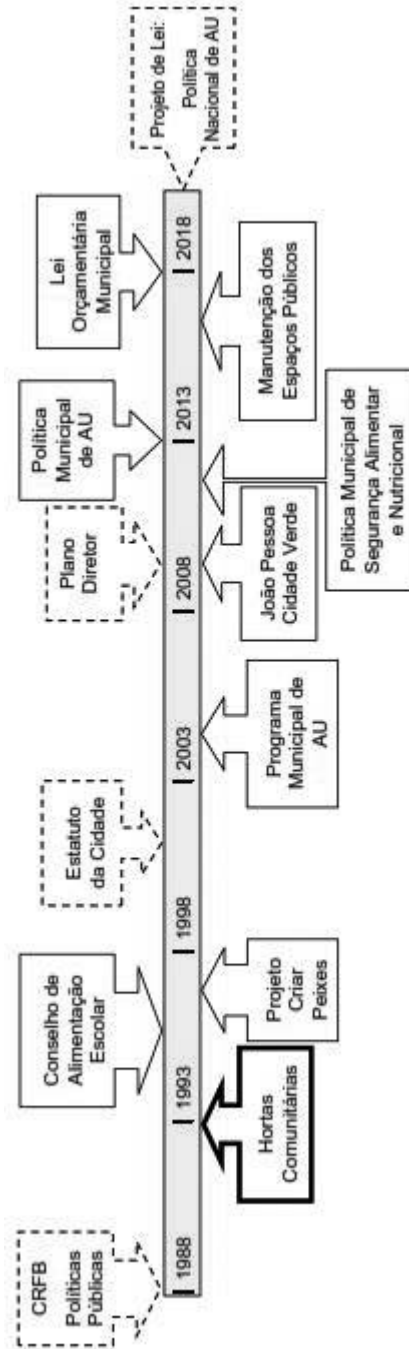 CRFB
Políticas
Públicas
Conselho de
Alimentação
Escolar
Estatuto
da Cidade
Plano
Diretor
Política
Municipal
de AU
Lei
Orçamentária
Municipal
Projeto de Lei:
Política
Nacional de AU
1988
1993
1998
2003
2008
2013
2018
Hortas
Comunitárias
Projeto
Criar
Peixes
Programa
Municipal de
AU
João Pessoa
Cidade Verde
Política Municipal de
Segurança Alimentar
e Nutricional
Manutenção dos
Espaços Públicos